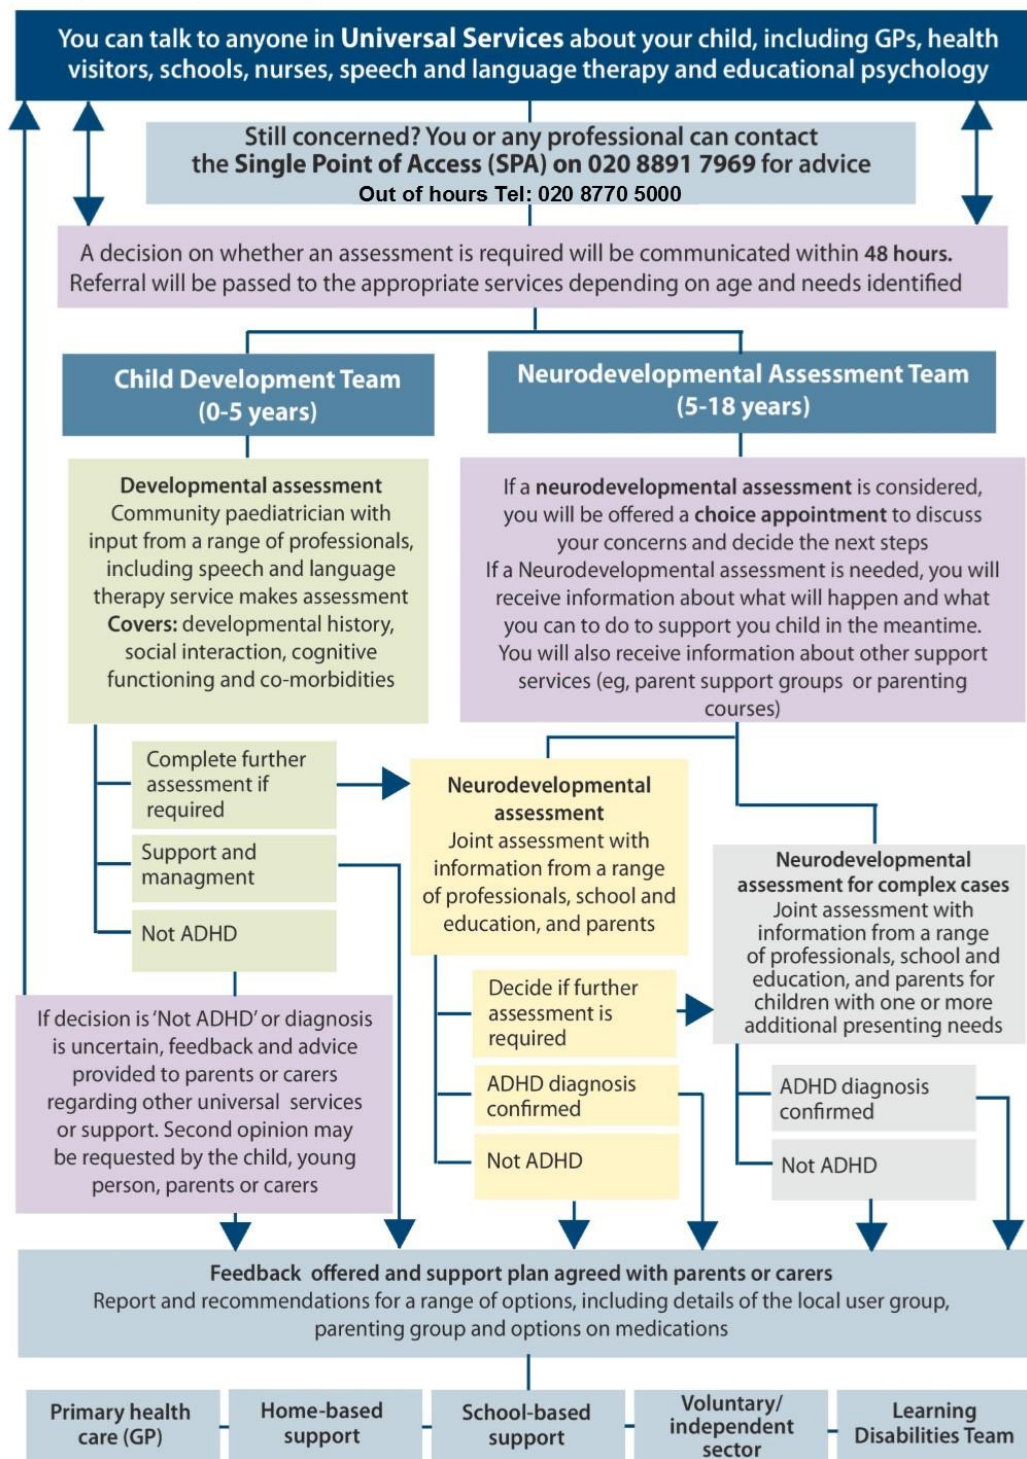 You can talk to anyone in Universal Services about your child, including GPs, health
visitors, schools, nurses, speech and language therapy and educational psychology
Still concerned? You or any professional can contact
the Single Point of Access (SPA) on 020 8891 7969 for advice
Out of hours Tel: 020 8770 5000
A decision on whether an assessment is required will be communicated within 48 hours.
Referral will be passed to the appropriate services depending on age and needs identified
Child Development Team
(0-5 years)
Neurodevelopmental Assessment Team
(5-18 years)
Developmental assessment
Community paediatrician with
input from a range of professionals,
including speech and language
therapy service makes assessment
Covers: developmental history,
social interaction, cognitive
functioning and co-morbidities
If a neurodevelopmental assessment is considered,
you will be offered a choice appointment to discuss
your concerns and decide the next steps
If a Neurodevelopmental assessment is needed, you will
receive information about what will happen and what
you can to do to support you child in the meantime.
You will also receive information about other support
services (eg, parent support groups or parenting
courses)
Complete further
assessment if
required
Support and
managment
Not ADHD
Neurodevelopmental
assessment
Joint assessment with
information from a range
of professionals, school and
education, and parents
Neurodevelopmental
assessment for complex cases
Joint assessment with
information from a range
of professionals, school and
education, and parents for
children with one or more
additional presenting needs
If decision is 'Not ADHD' or diagnosis
is uncertain, feedback and advice
provided to parents or carers
regarding other universal services
or support. Second opinion may
be requested by the child, young
person, parents or carers
Decide if further
assessment is
required
ADHD diagnosis
confirmed
Not ADHD
ADHD diagnosis
confirmed
Not ADHD
Feedback offered and support plan agreed with parents or carers
Report and recommendations for a range of options, including details of the local user group,
parenting group and options on medications
Primary health
care (GP)
Home-based
support
School-based
support
Voluntary/
independent
sector
Learning
Disabilities Team